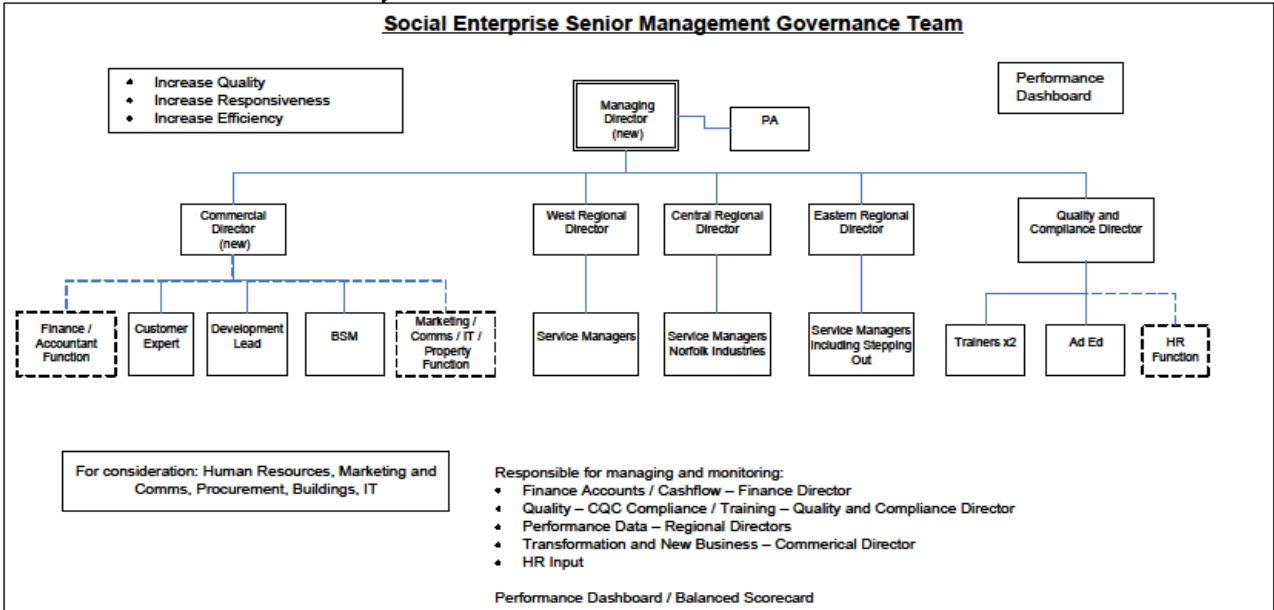 Social Enterprise Senior Management Governance Team
• Increase Quality
• Increase Responsiveness
• Increase Efficiency
Managing
Director
(new)
PA
Performance
Dashboard
Commercial
Director
(new)
West Regional
Director
Central Regional
Director
Eastern Regional
Director
Quality and
Compliance Director
Finance /
Accountant
Function
Customer
Expert
Development
Lead
BSM
Marketing /
Comms / IT /
Property
Function
Service Managers
Service Managers
Norfolk Industries
Service Managers
Including Stepping
Out
Trainers x2
Ad Ed
HR
Function
For consideration: Human Resources, Marketing and
Comms, Procurement, Buildings, IT
Responsible for managing and monitoring:
• Finance Accounts / Cashflow – Finance Director
• Quality – CQC Compliance / Training – Quality and Compliance Director
• Performance Data – Regional Directors
• Transformation and New Business – Commerical Director
• HR Input
Performance Dashboard / Balanced Scorecard